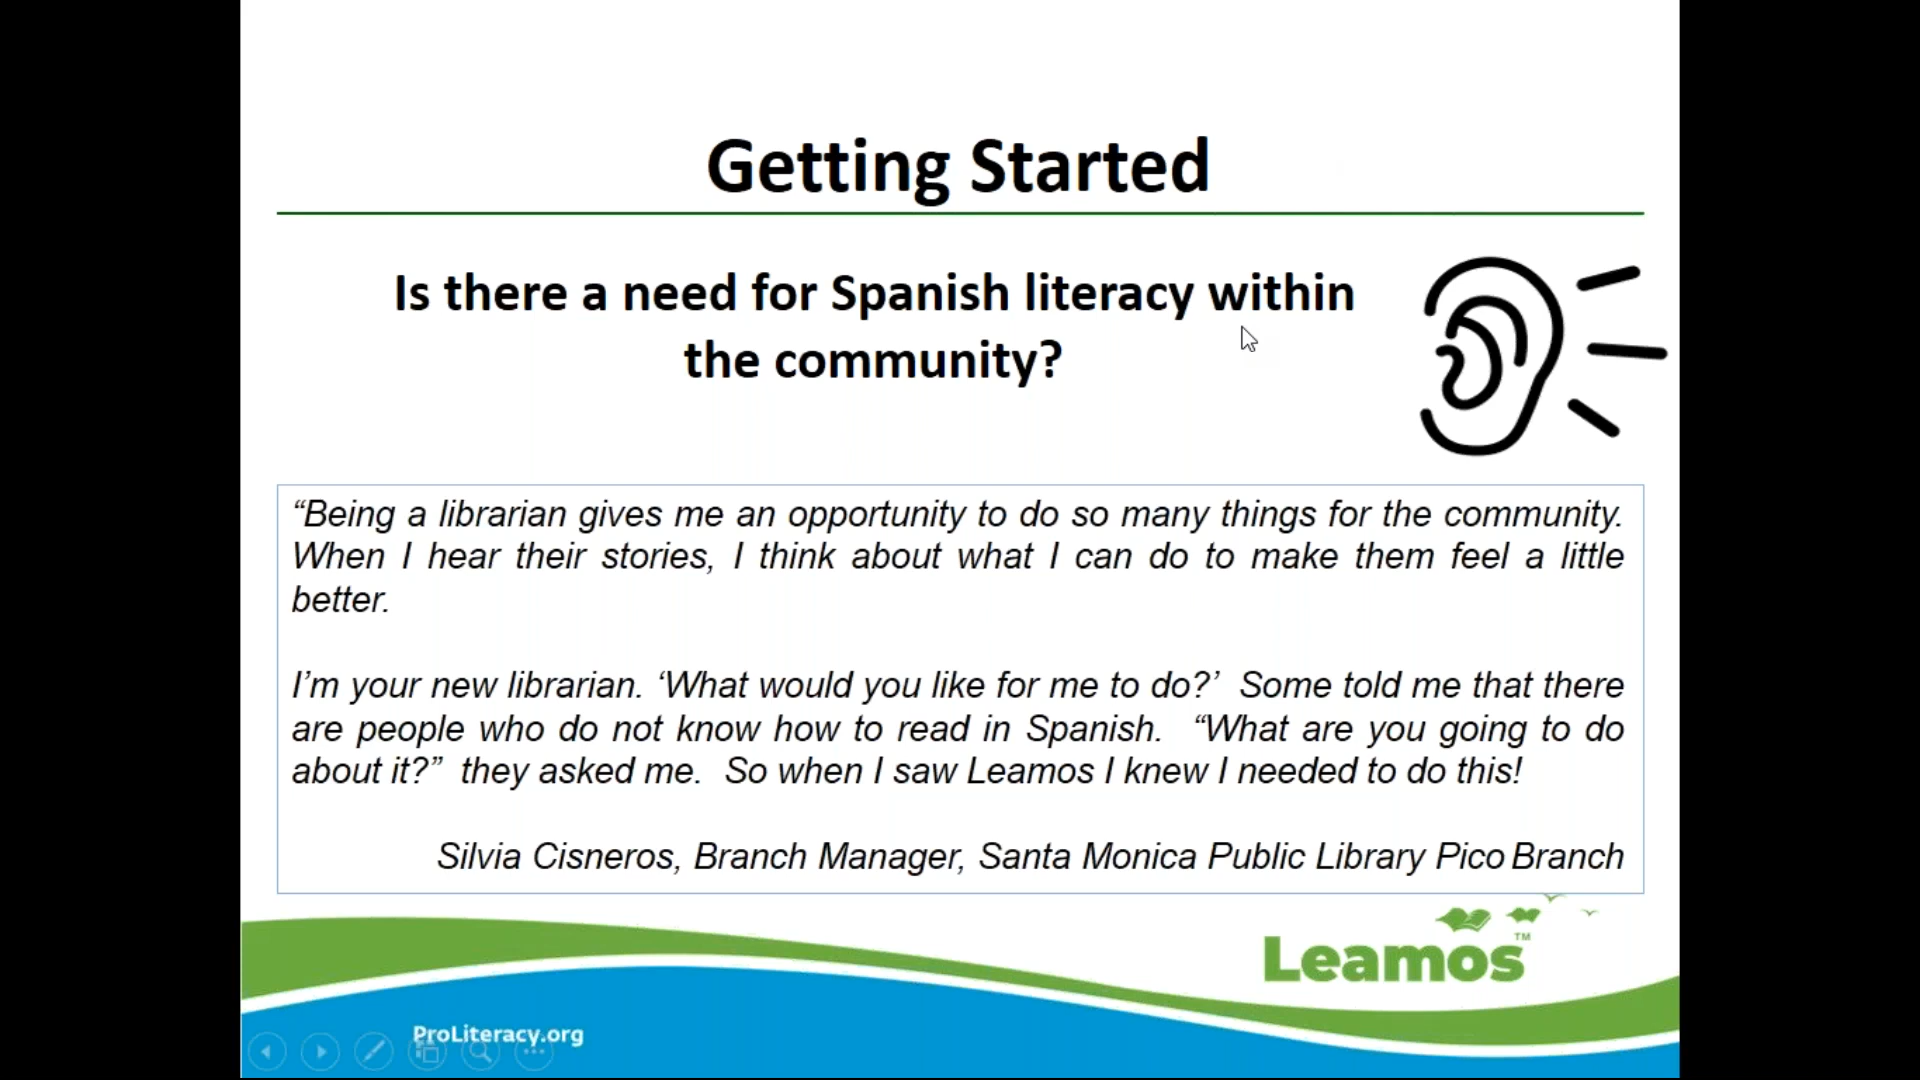 Getting Started
Is there a need for Spanish literacy within
the community?
“Being a librarian gives me an opportunity to do so many things for the community.
When I hear their stories, I think about what I can do to make them feel a little
better.
I’m your new librarian. ‘What would you like for me to do?’ Some told me that there
are people who do not know how to read in Spanish. “What are you going to do
about it?” they asked me. So when I saw Leamos I knew I needed to do this!
Silvia Cisneros, Branch Manager, Santa Monica Public Library Pico Branch
Leamos™
ProLiteracy.org